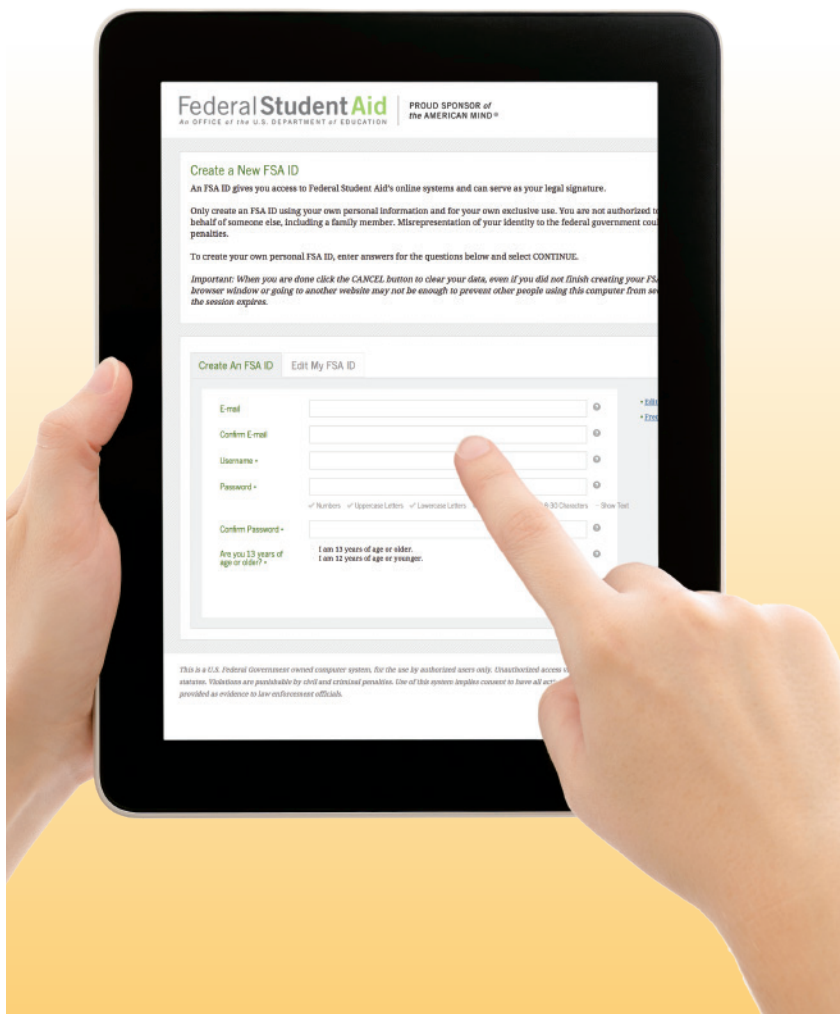 Federal Student Aid
An OFFICE of the U.S. DEPARTMENT of EDUCATION
PROUD SPONSOR of
the AMERICAN MIND®
Create a New FSA ID
An FSA ID gives you access to Federal Student Aid's online systems and can serve as your legal signature.
Only create an FSA ID using your own personal information and for your own exclusive use. You are not authorized to
behalf of someone else, including a family member. Misrepresentation of your identity to the federal government cou
penalties.
To create your own personal FSA ID, enter answers for the questions below and select CONTINUE.
Important: When you are done click the CANCEL button to clear your data, even if you did not finish creating your FS
browser window or going to another website may not be enough to prevent other people using this computer from se
the session expires.
Create An FSA ID Edit My FSA ID
E-mail
Confirm E-mail
Username
Password
Numbers Uppercase Letters Lowercase Letters 8-30 Characters Show Text
Confirm Password
Are you 13 years of
age or older?
I am 13 years of age or older.
I am 12 years of age or younger.
This is a U.S. Federal Government owned computer system, for the use by authorized users only. Unauthorized access
statutes. Violations are punishable by civil and criminal penalties. Use of this system implies consent to have all
provided as evidence to law enforcement officials.